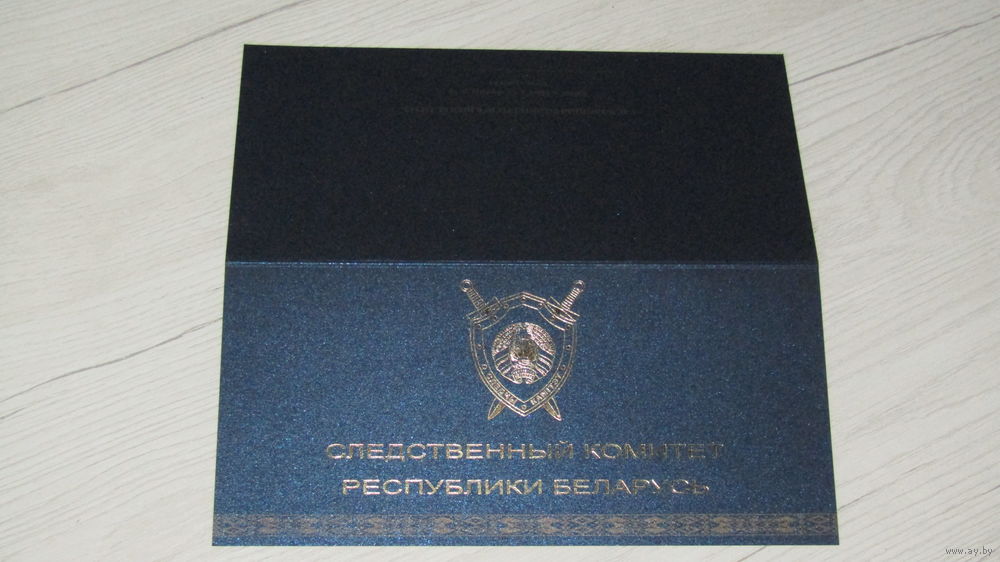 СЛЕДСТВЕННЫЙ КОМИТЕТ
РЕСПУБЛИКИ БЕЛАРУСЬ
www.ay.by